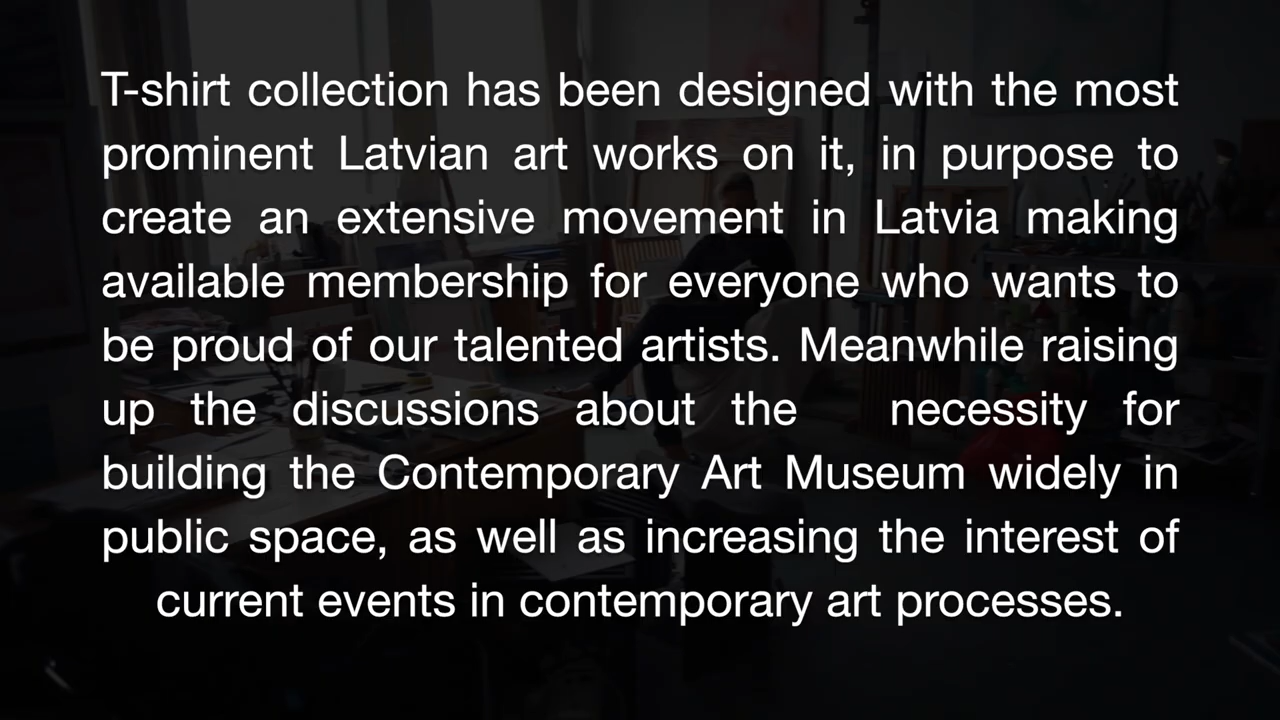 T-shirt collection has been designed with the most
prominent Latvian art works on it, in purpose to
create an extensive movement in Latvia making
available membership for everyone who wants to
be proud of our talented artists. Meanwhile raising
up the discussions about the necessity for
building the Contemporary Art Museum widely in
public space, as well as increasing the interest of
current events in contemporary art processes.